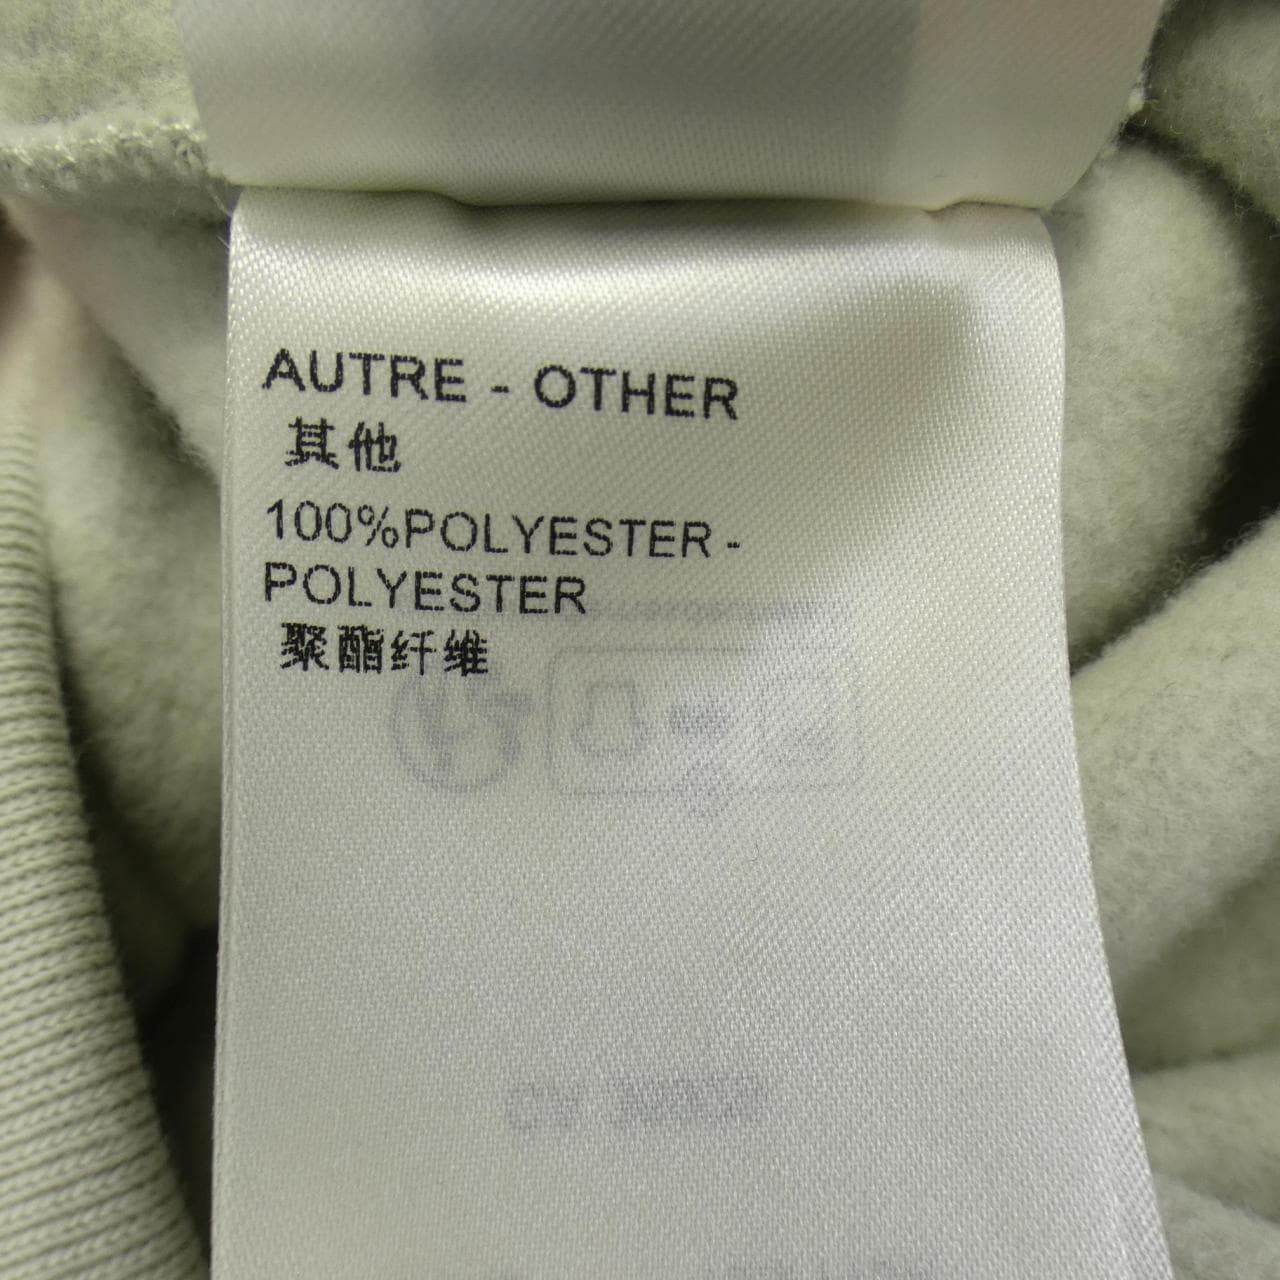 AUTRE - OTHER
其他
100%POLYESTER -
POLYESTER
聚酯纤维